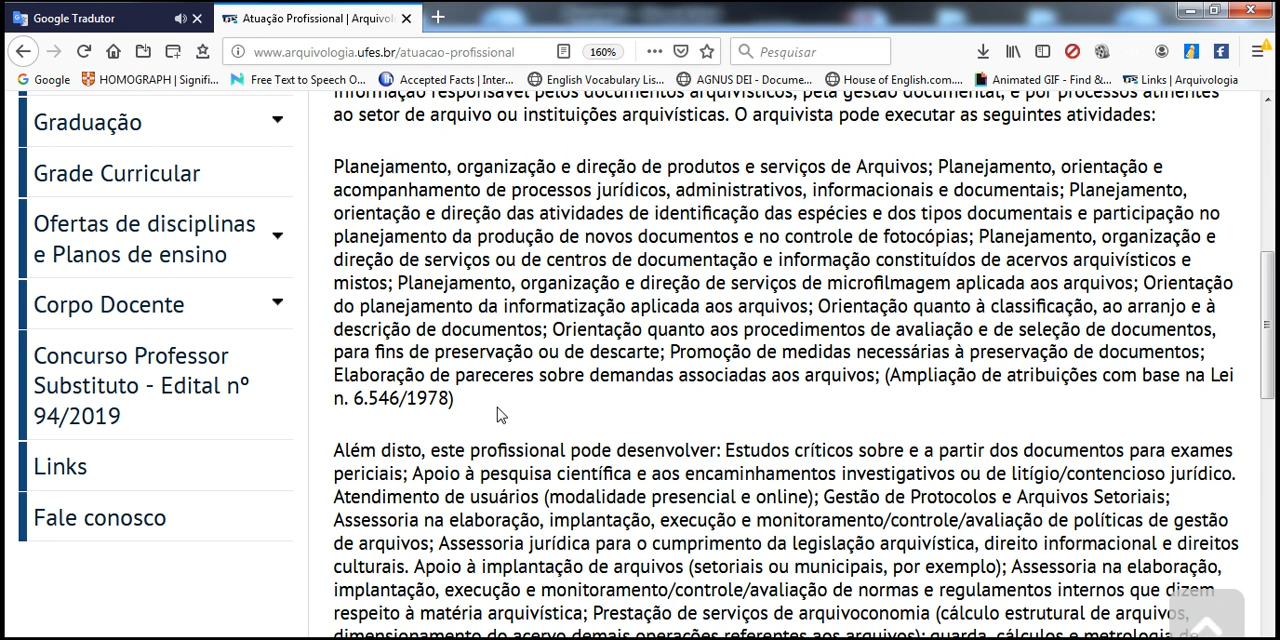 Google Tradutor
Atuação Profissional | Arquivolo
www.arquivologia.ufes.br/atuacao-profissional
160%
Pesquisar
Google
HOMOGRAPH | Signifi...
Free Text to Speech O...
Accepted Facts | Inter...
English Vocabulary Lis...
AGNUS DEI - Docume...
House of English.com....
Animated GIF - Find &...
Links | Arquivologia
Graduação
Grade Curricular
Ofertas de disciplinas
e Planos de ensino
Corpo Docente
Concurso Professor
Substituto - Edital nº
94/2019
Links
Fale conosco
informação responsável pelos documentos arquivísticos, pela gestão documental, e por processos atinentes
ao setor de arquivo ou instituições arquivísticas. O arquivista pode executar as seguintes atividades:
Planejamento, organização e direção de produtos e serviços de Arquivos; Planejamento, orientação e
acompanhamento de processos jurídicos, administrativos, informacionais e documentais; Planejamento,
orientação e direção das atividades de identificação das espécies e dos tipos documentais e participação no
planejamento da produção de novos documentos e no controle de fotocópias; Planejamento, organização e
direção de serviços ou de centros de documentação e informação constituídos de acervos arquivísticos e
mistos; Planejamento, organização e direção de serviços de microfilmagem aplicada aos arquivos; Orientação
do planejamento da informatização aplicada aos arquivos; Orientação quanto à classificação, ao arranjo e à
descrição de documentos; Orientação quanto aos procedimentos de avaliação e de seleção de documentos,
para fins de preservação ou de descarte; Promoção de medidas necessárias à preservação de documentos;
Elaboração de pareceres sobre demandas associadas aos arquivos; (Ampliação de atribuições com base na Lei
n. 6.546/1978)
Além disto, este profissional pode desenvolver: Estudos críticos sobre e a partir dos documentos para exames
periciais; Apoio à pesquisa científica e aos encaminhamentos investigativos ou de litígio/contencioso jurídico.
Atendimento de usuários (modalidade presencial e online); Gestão de Protocolos e Arquivos Setoriais;
Assessoria na elaboração, implantação, execução e monitoramento/controle/avaliação de políticas de gestão
de arquivos; Assessoria jurídica para o cumprimento da legislação arquivística, direito informacional e direitos
culturais. Apoio à implantação de arquivos (setoriais ou municipais, por exemplo); Assessoria na elaboração,
implantação, execução e monitoramento/controle/avaliação de normas e regulamentos internos que dizem
respeito à matéria arquivística; Prestação de serviços de arquivoconomia (cálculo estrutural de arquivos,
dimensionamento do acervo demais operações referentes aos arquivos); guarda, cálculos e metrologia de